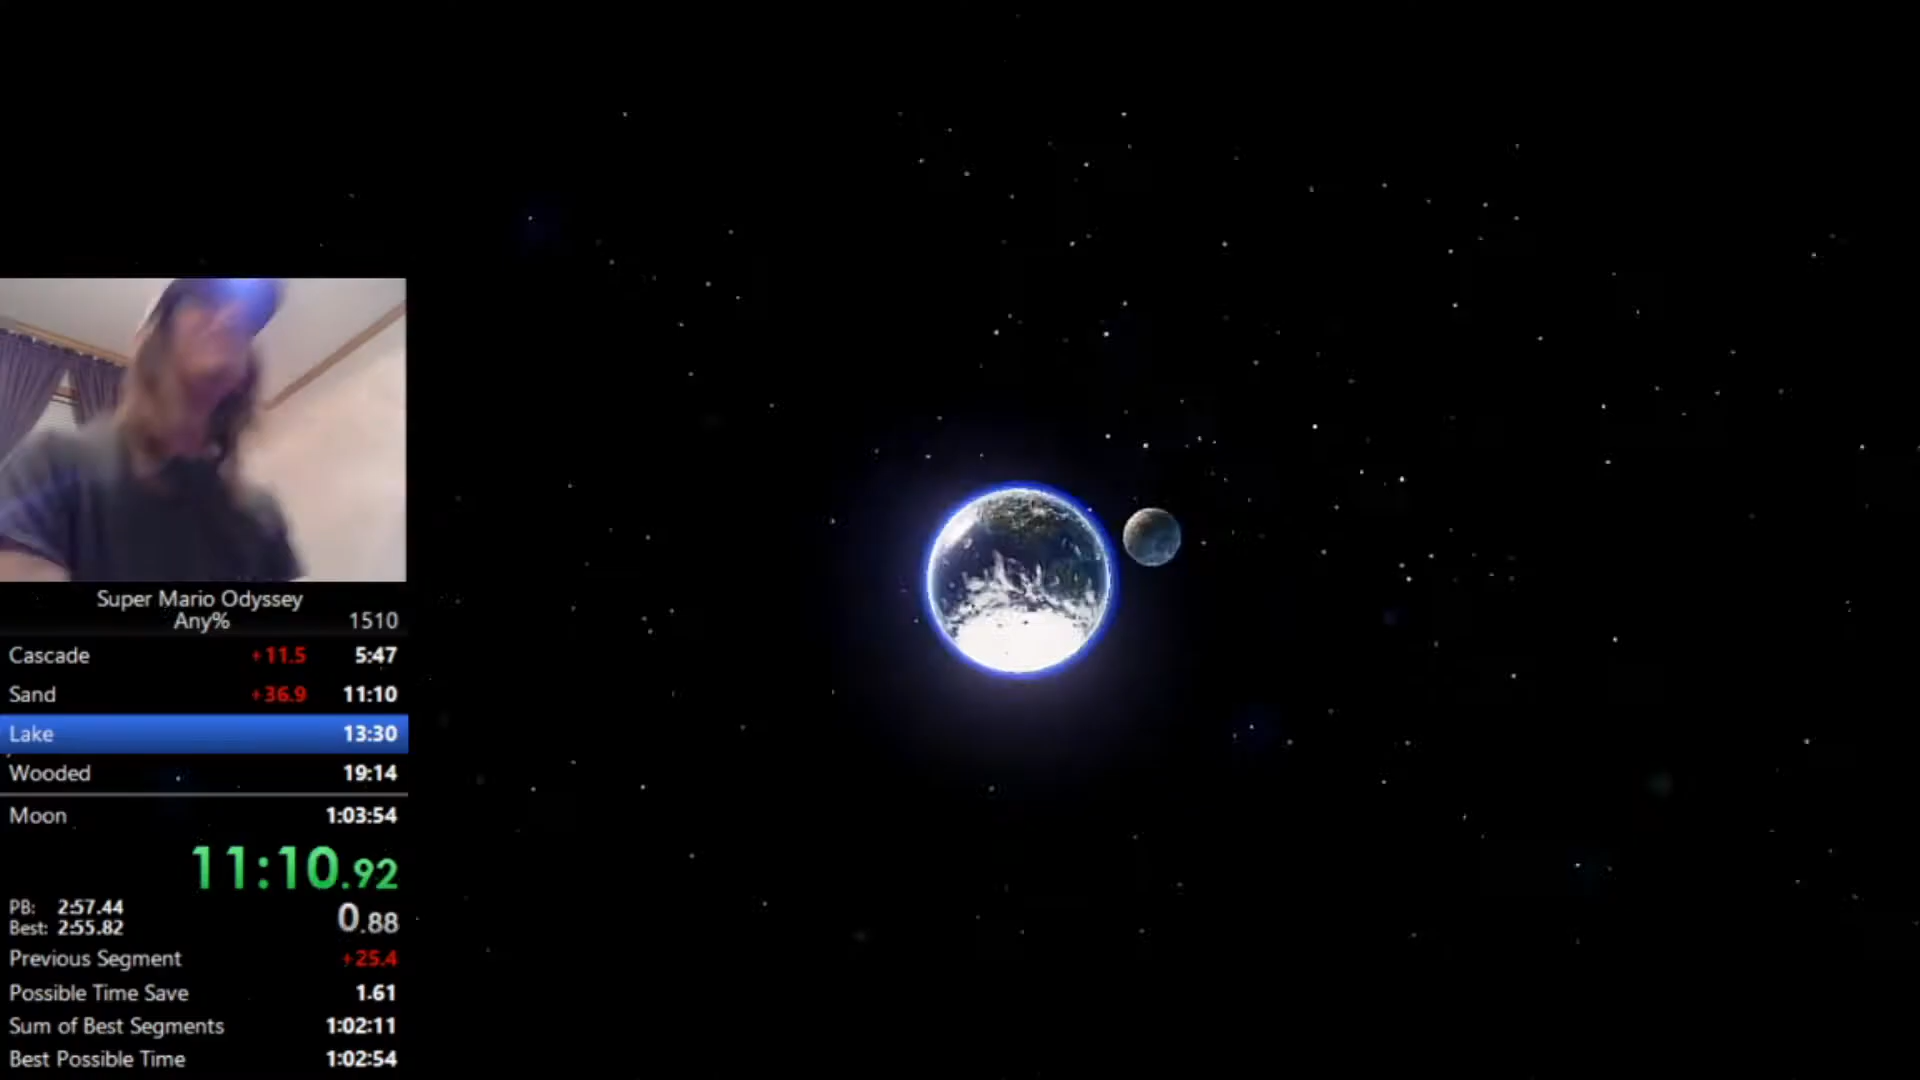 Super Mario Odyssey
Any% 1510
Cascade +11.5 5:47
Sand +36.9 11:10
Lake 13:30
Wooded 19:14
Moon 1:03:54
11:10.92
PB: 2:57.44
Best: 2:55.82
0.88
Previous Segment +25.4
Possible Time Save 1.61
Sum of Best Segments 1:02:11
Best Possible Time 1:02:54